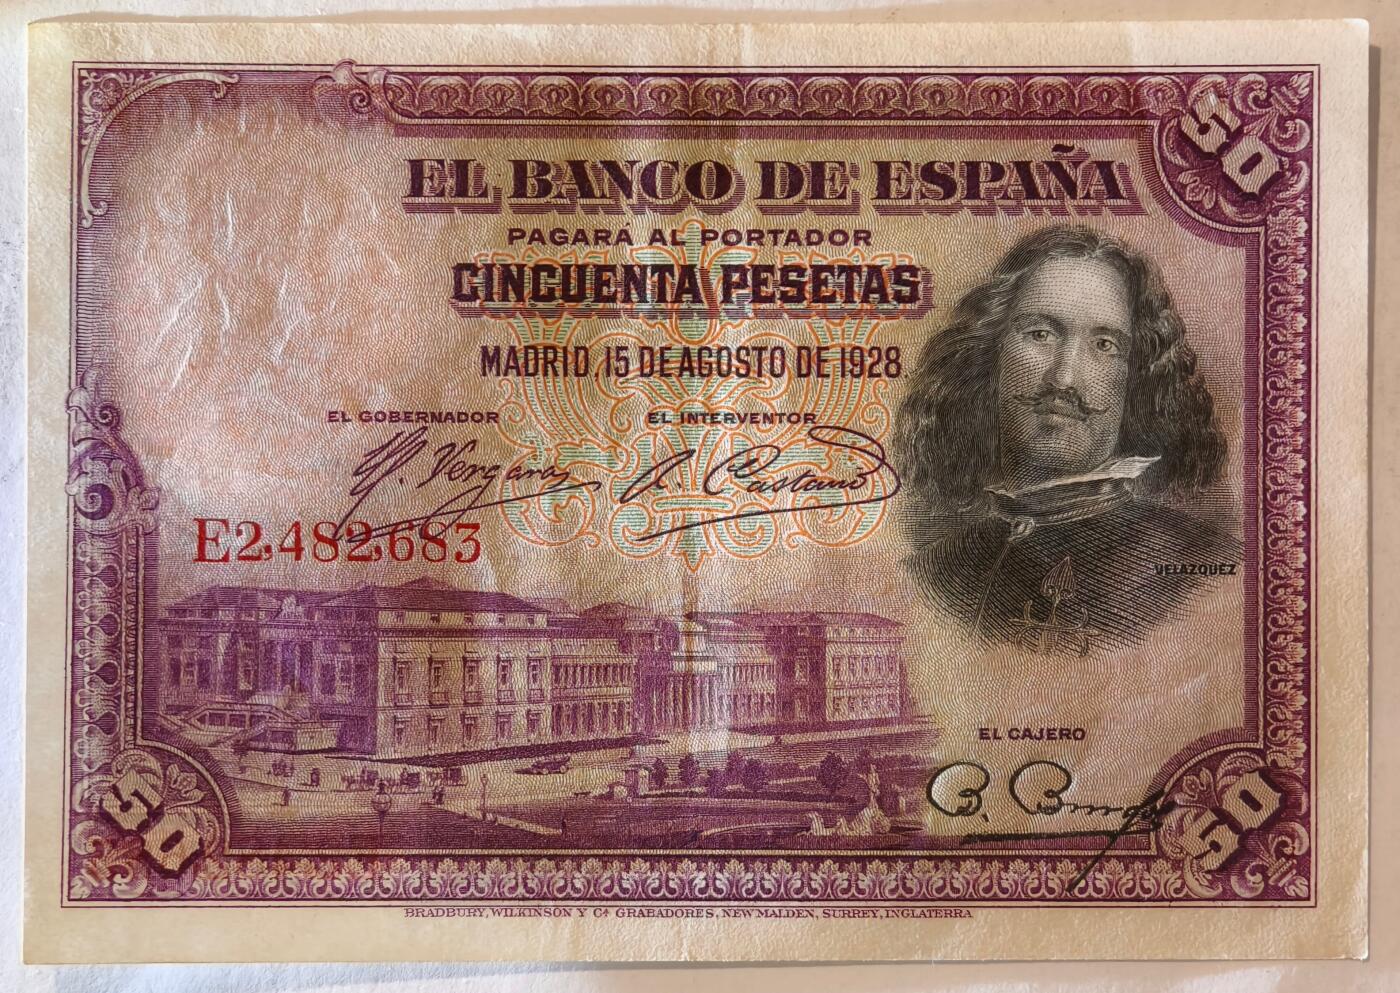 50
EL BANCO DE ESPAÑA
PAGARÁ AL PORTADOR
CINCUENTA PESETAS
MADRID, 15 DE AGOSTO DE 1928
EL GOBERNADOR EL INTERVENTOR
E2,482,683
VELAZQUEZ
EL CAJERO
50 50
BRADBURY, WILKINSON Y Cª GRABADORES, NEW MALDEN, SURREY, INGLATERRA